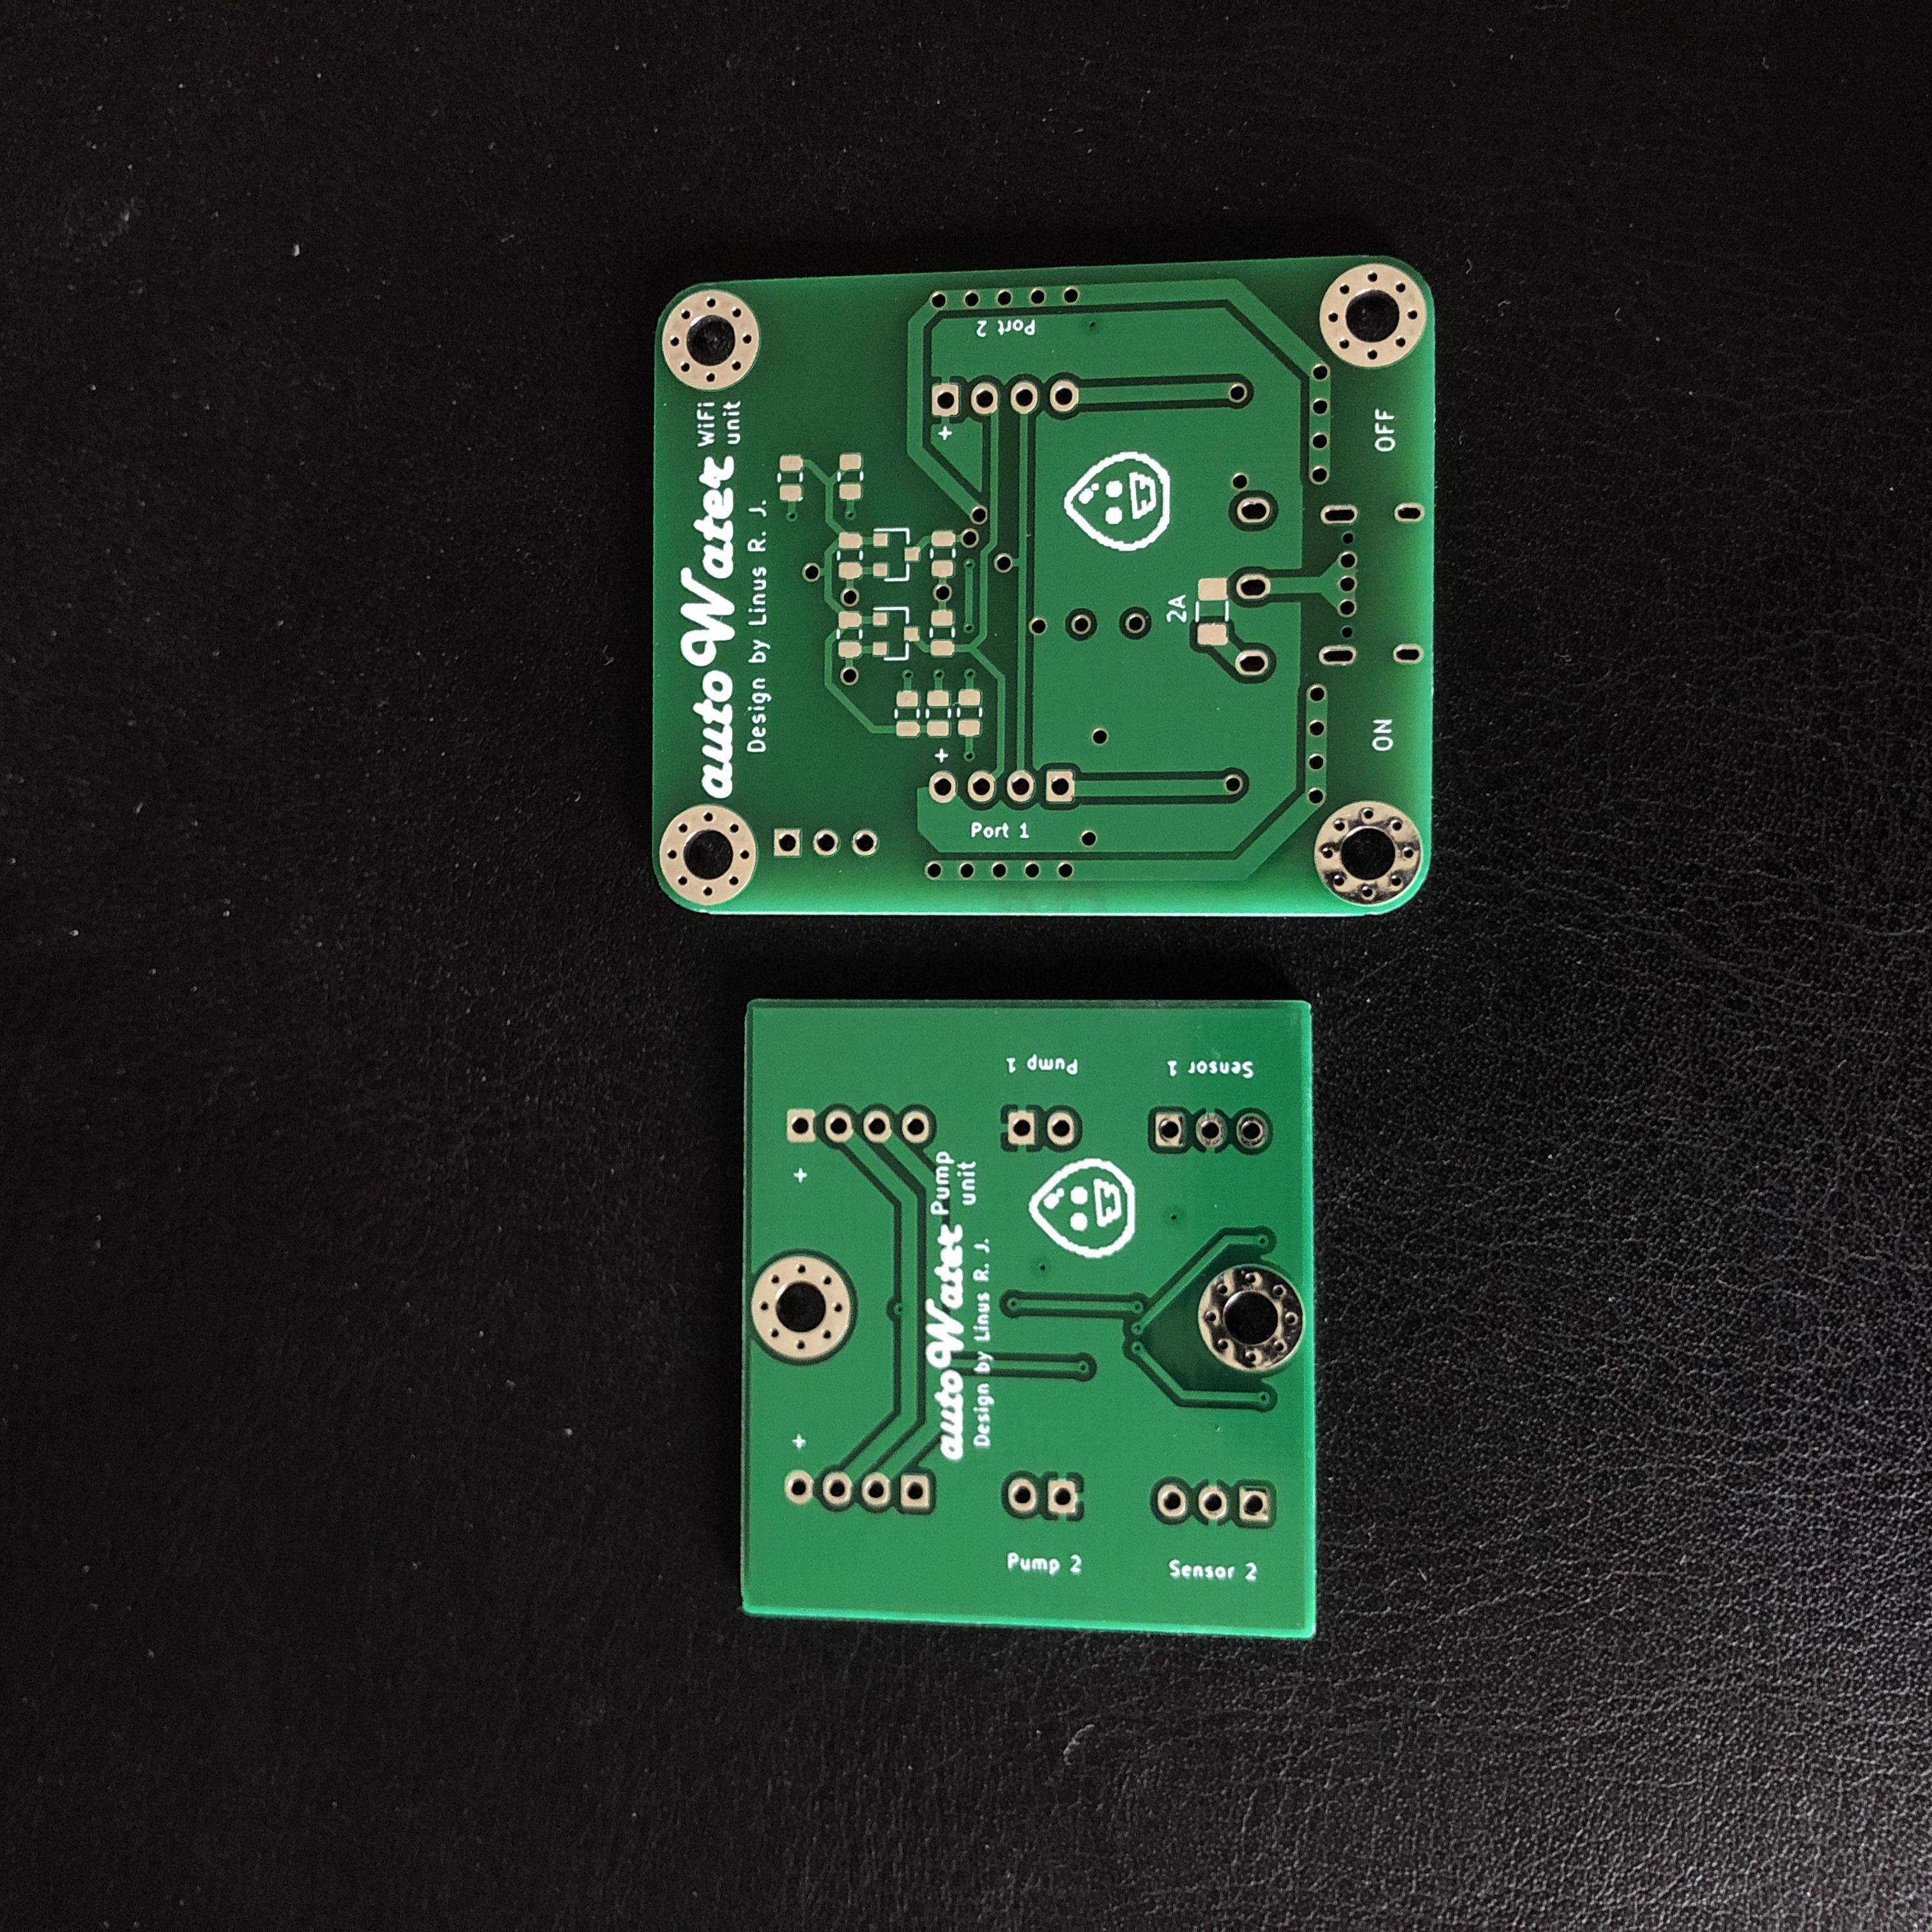 + +
autoWater Pump unit
Design by Linus R. J.
Pump 2
Pump 1
Sensor 2
Sensor 1
autoWater WiFi unit
Design by Linus R. J.
+ +
Port 1
Port 2
2A
ON
OFF